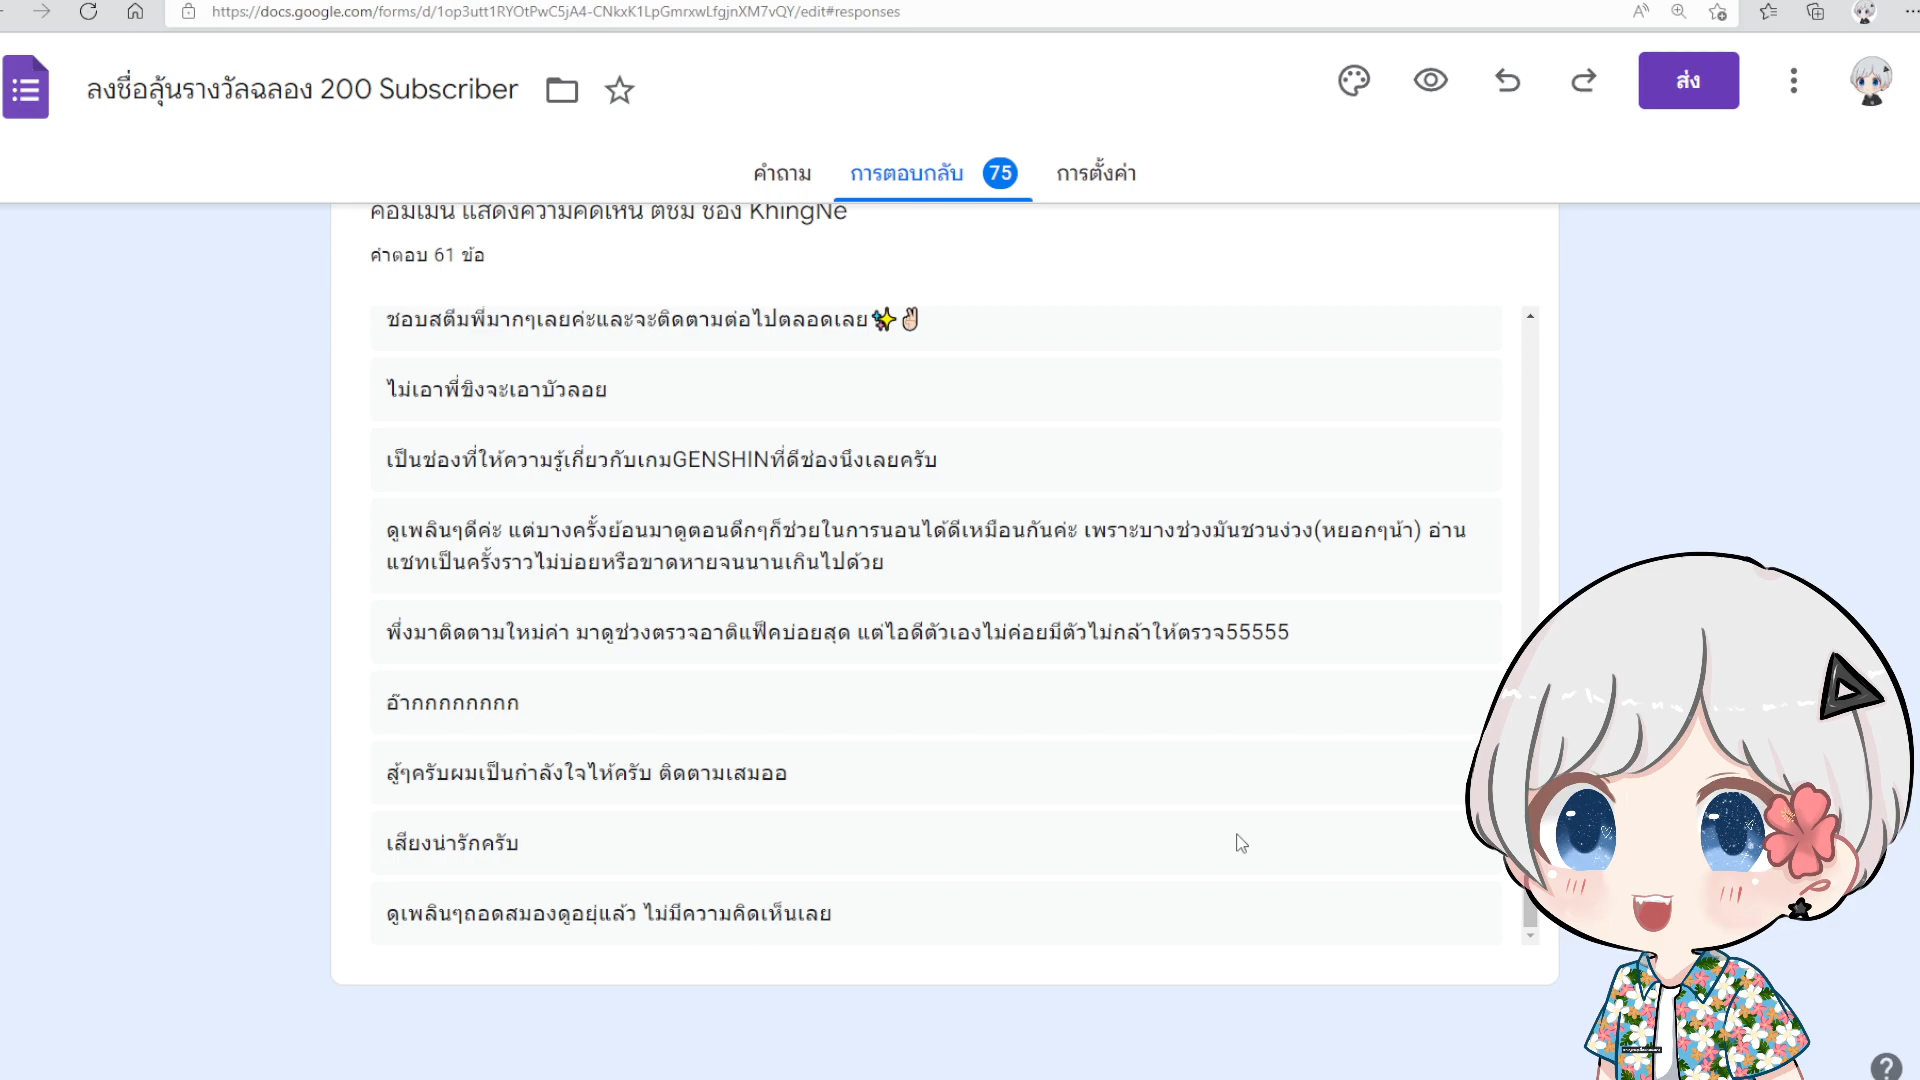 https://docs.google.com/forms/d/1op3utt1RYOtPwC5jA4-CNkxK1LpGmrxwLfgjnXM7vQY/edit#responses
ลงชื่อลุ้นรางวัลฉลอง 200 Subscriber
ส่ง
คำถาม
การตอบกลับ 75
การตั้งค่า
คอมเม้น แสดงความคิดเห็น ติชม ช่อง KhingNe
คำตอบ 61 ข้อ
ชอบสตีมพี่มากๆเลยค่ะและจะติดตามต่อไปตลอดเลย✨✌🏻
ไม่เอาพี่ขิงจะเอาบัวลอย
เป็นช่องที่ให้ความรู้เกี่ยวกับเกมGENSHINที่ดีช่องนึงเลยครับ
ดูเพลินๆดีค่ะ แต่บางครั้งย้อนมาดูตอนดึกๆก็ช่วยในการนอนได้ดีเหมือนกันค่ะ เพราะบางช่วงมันชวนง่วง(หยอกๆน้า) อ่าน
แชทเป็นครั้งราวไม่บ่อยหรือขาดหายจนนานเกินไปด้วย
พึ่งมาติดตามใหม่ค่า มาดูช่วงตรวจอาติแฟ็คบ่อยสุด แต่ไอดีตัวเองไม่ค่อยมีตัวไม่กล้าให้ตรวจ55555
อ๊ากกกกกกกก
สู้ๆครับผมเป็นกำลังใจไห้ครับ ติดตามเสมออ
เสียงน่ารักครับ
ดูเพลินๆถอดสมองดูอยุ่แล้ว ไม่มีความคิดเห็นเลย